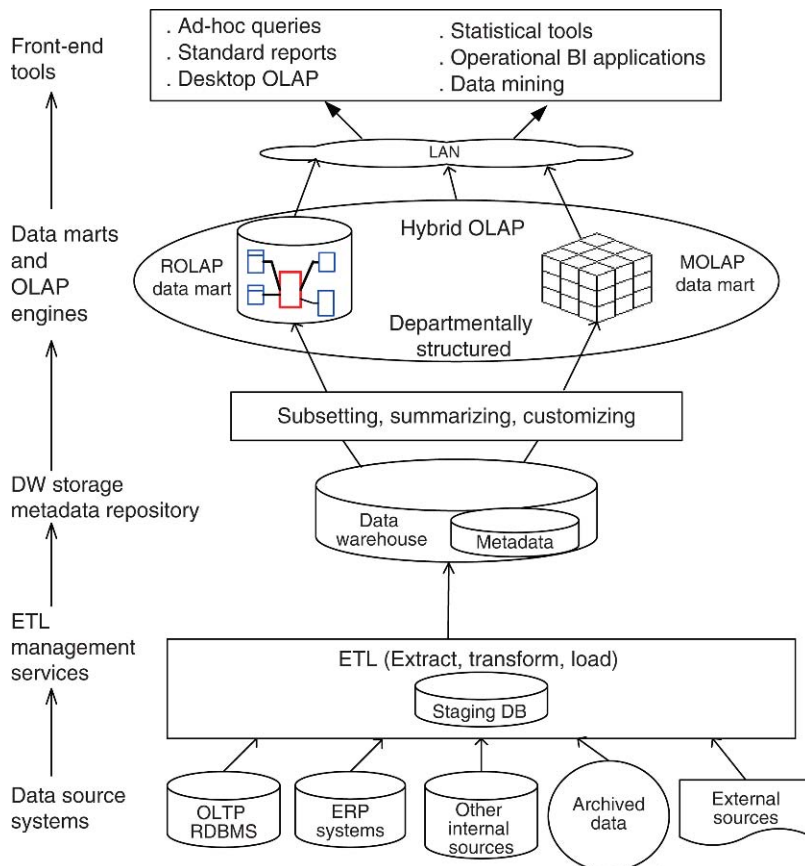 Front-end
tools
. Ad-hoc queries
. Standard reports
. Desktop OLAP
. Statistical tools
. Operational BI applications
. Data mining
LAN
Data marts
and
OLAP
engines
Hybrid OLAP
ROLAP
data mart
MOLAP
data mart
Departmentally
structured
Subsetting, summarizing, customizing
DW storage
metadata repository
Data
warehouse
Metadata
ETL
management
services
ETL (Extract, transform, load)
Staging DB
Data source
systems
OLTP
RDBMS
ERP
systems
Other
internal
sources
Archived
data
External
sources